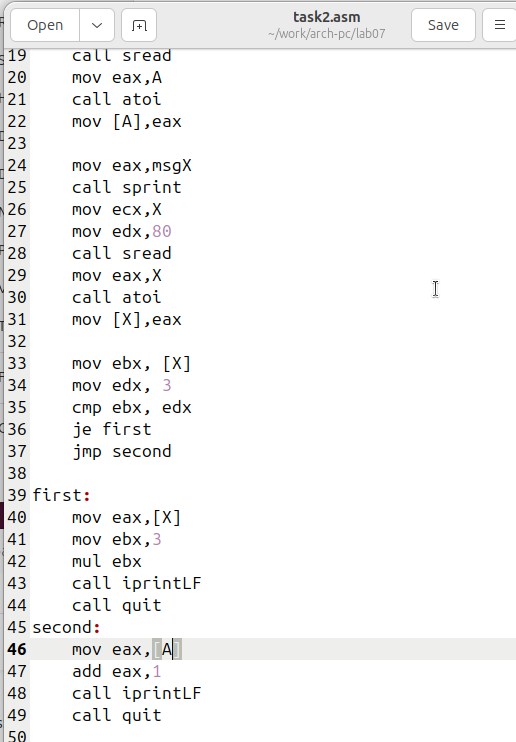 Open
task2.asm
~/work/arch-pc/lab07
Save
19 call sread
20 mov eax,A
21 call atoi
22 mov [A],eax
23
24 mov eax,msgX
25 call sprint
26 mov ecx,X
27 mov edx,80
28 call sread
29 mov eax,X
30 call atoi
31 mov [X],eax
32
33 mov ebx, [X]
34 mov edx, 3
35 cmp ebx, edx
36 je first
37 jmp second
38
39 first:
40 mov eax,[X]
41 mov ebx,3
42 mul ebx
43 call iprintLF
44 call quit
45 second:
46 mov eax,[A]
47 add eax,1
48 call iprintLF
49 call quit
50